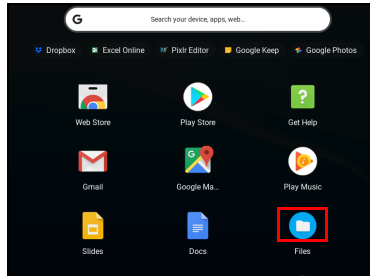 G Search your device, apps, web...
Dropbox Excel Online Pixlr Editor Google Keep Google Photos
Web Store Play Store Get Help
G
Gmail Google Ma... Play Music
Slides Docs Files